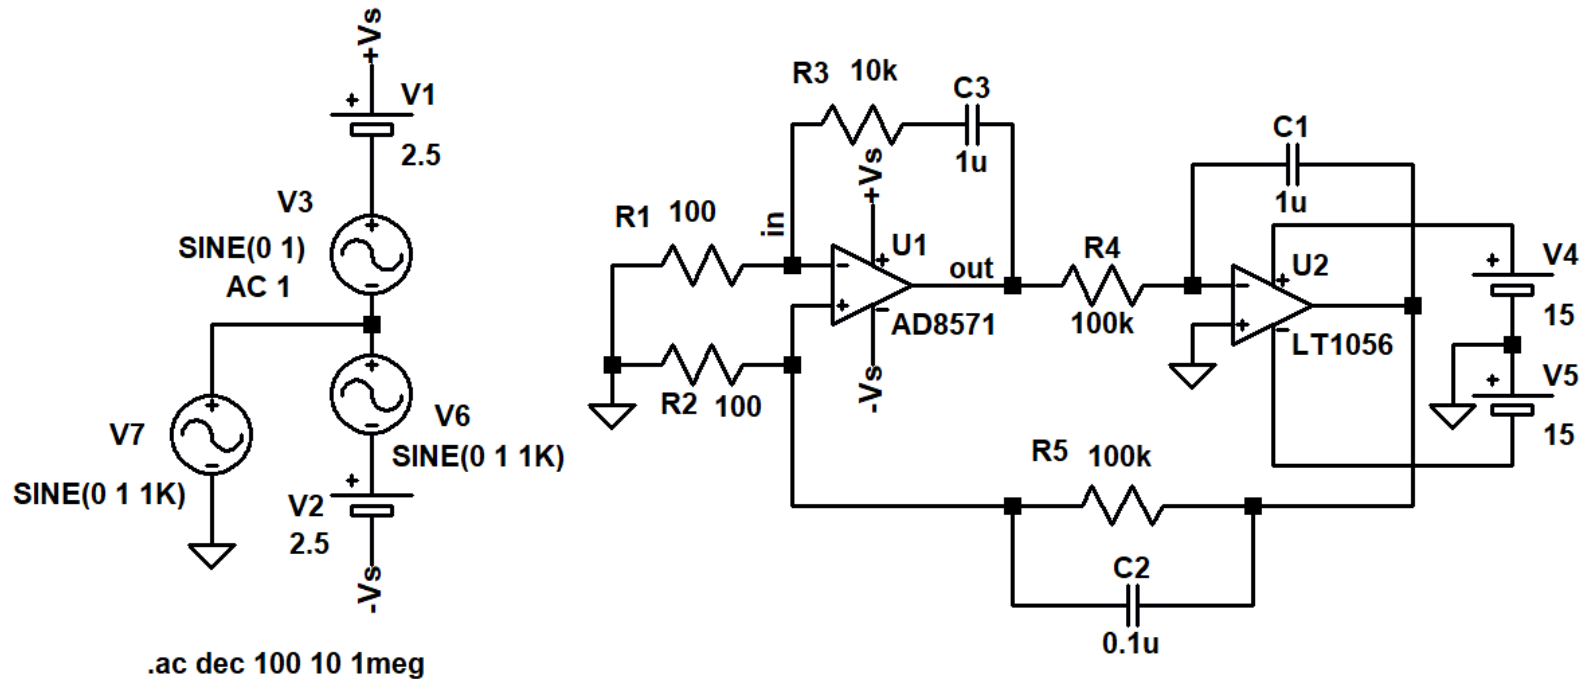 +Vs
V1
2.5
V3
SINE(0 1)
AC 1
V7
SINE(0 1 1K)
V6
SINE(0 1 1K)
V2
2.5
-Vs
.ac dec 100 10 1meg
R3 10k
C3
1u
+Vs
R1 100
in
U1
out
AD8571
-Vs
R2 100
R4
100k
C1
1u
U2
LT1056
V4
15
V5
15
R5 100k
C2
0.1u